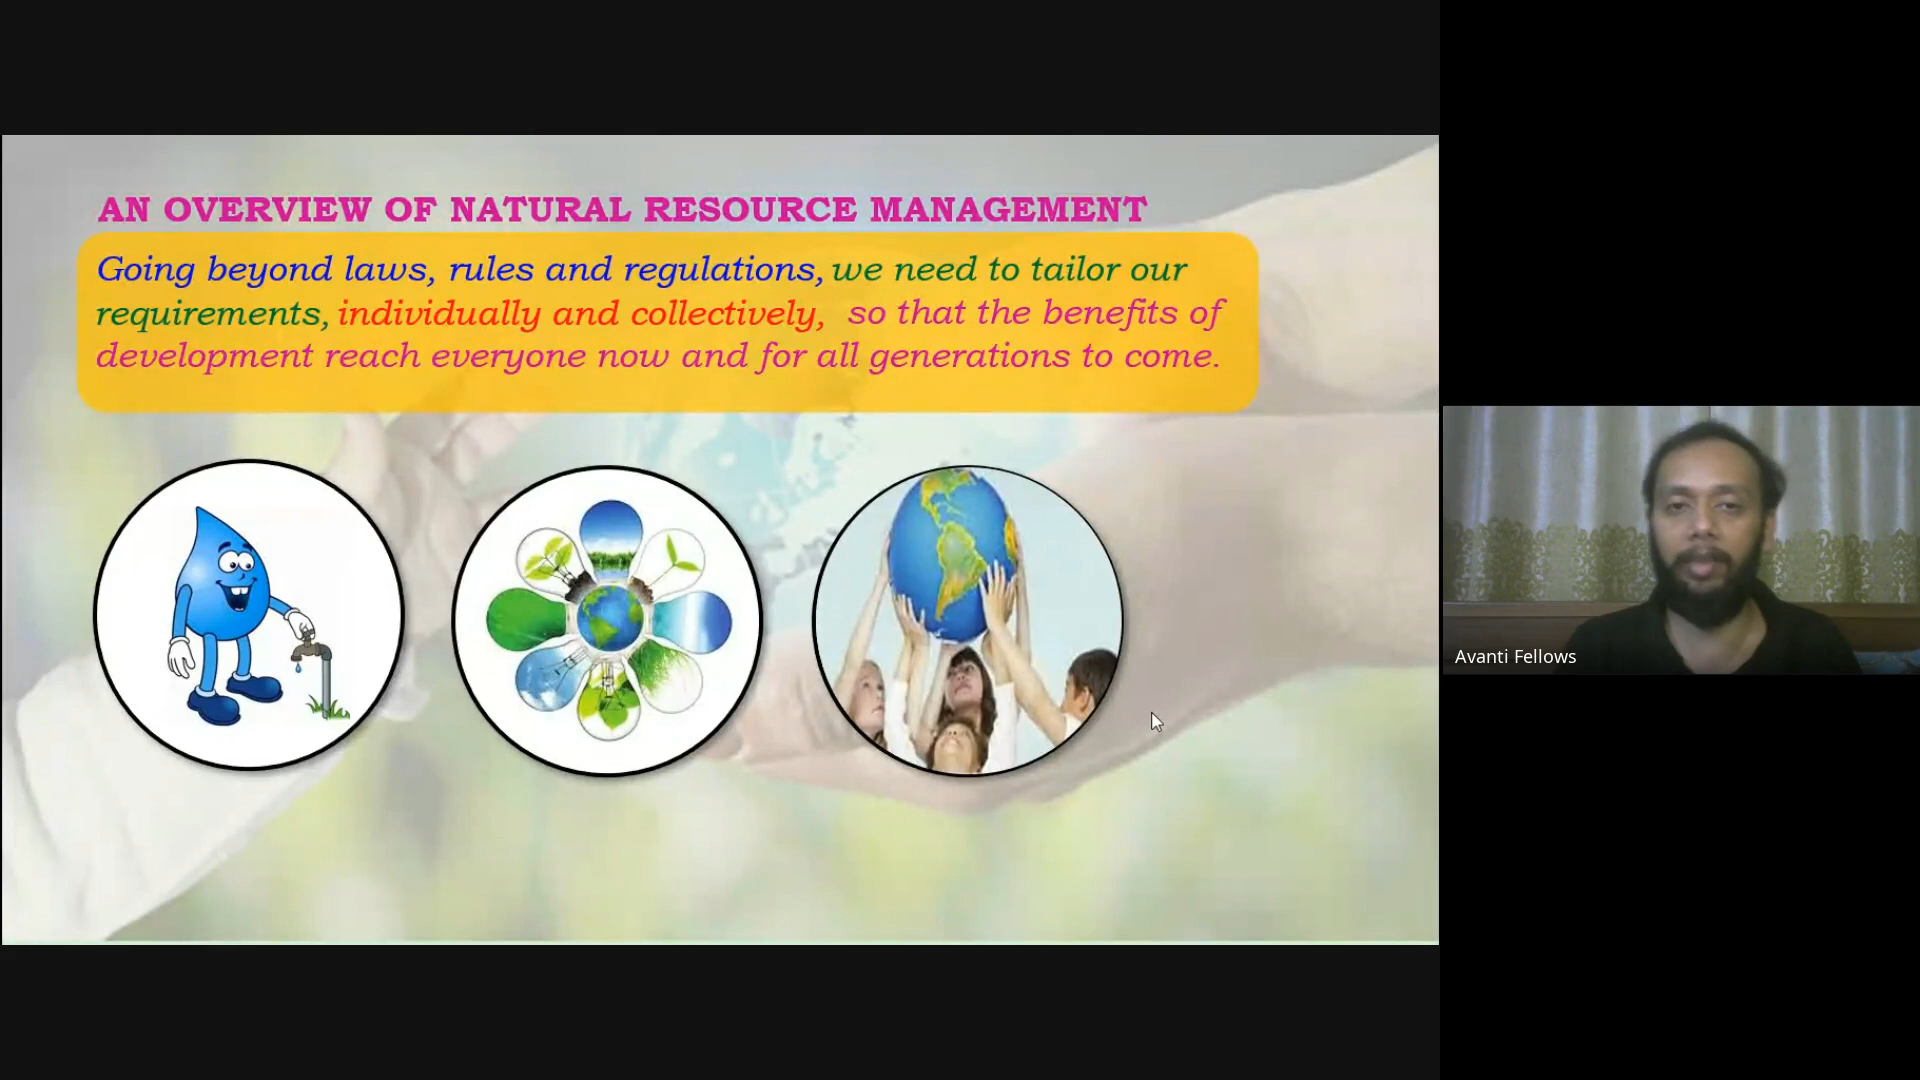 AN OVERVIEW OF NATURAL RESOURCE MANAGEMENT
Going beyond laws, rules and regulations, we need to tailor our
requirements, individually and collectively, so that the benefits of
development reach everyone now and for all generations to come.
Avanti Fellows